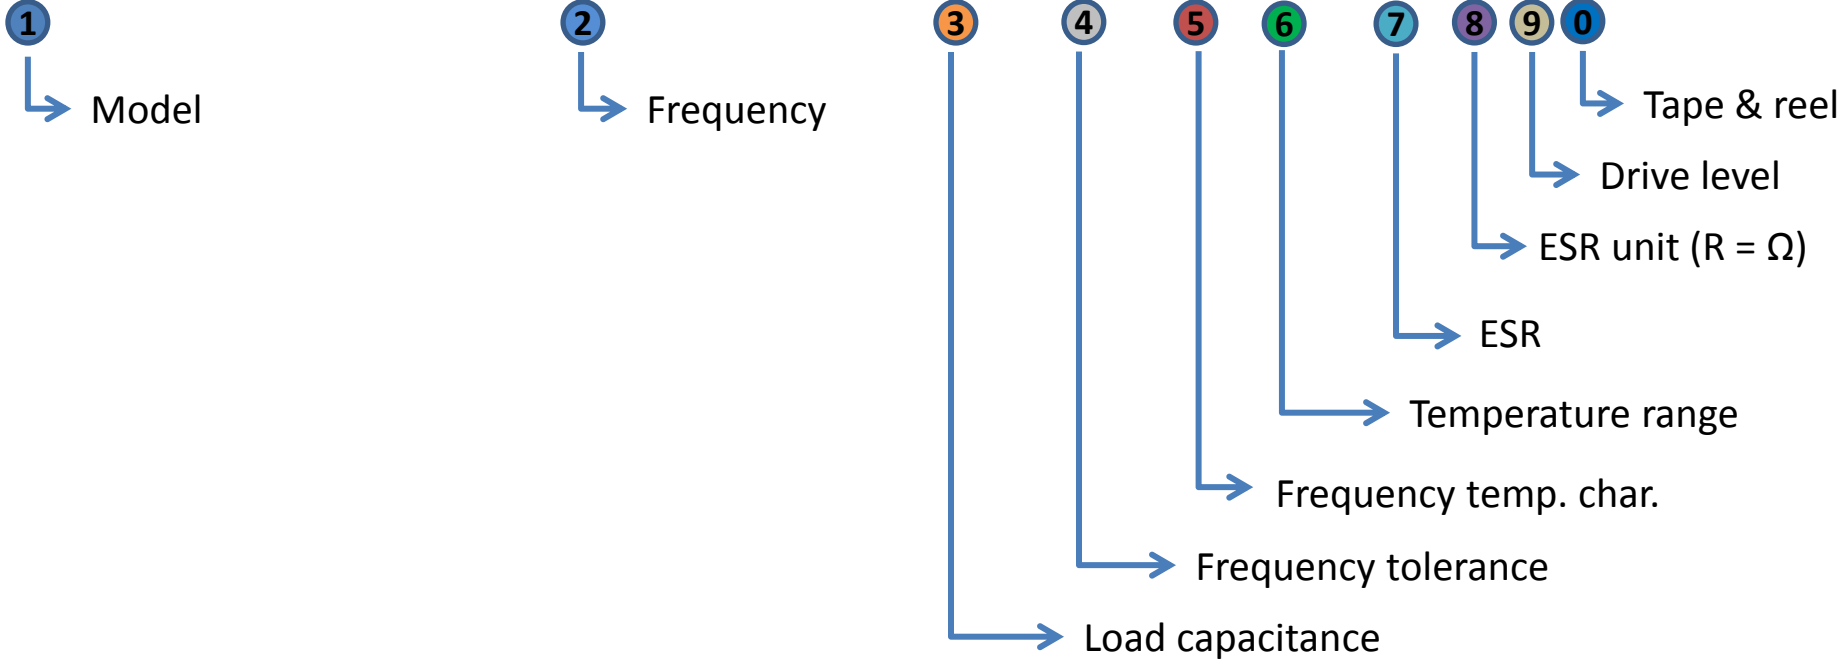 1 2 3 4 5 6 7 8 9 0
Model Frequency Tape & reel
Drive level
ESR unit (R = Ω)
ESR
Temperature range
Frequency temp. char.
Frequency tolerance
Load capacitance